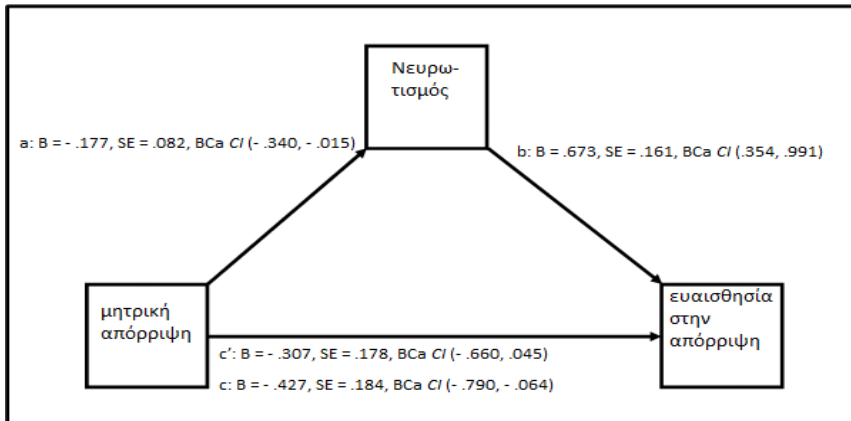 Νευρω-
τισμός
a: B = - .177, SE = .082, BCa CI (- .340, - .015)
b: B = .673, SE = .161, BCa CI (.354, .991)
μητρική
απόρριψη
ευαισθησία
στην
απόρριψη
c’: B = - .307, SE = .178, BCa CI (- .660, .045)
c: B = - .427, SE = .184, BCa CI (- .790, - .064)